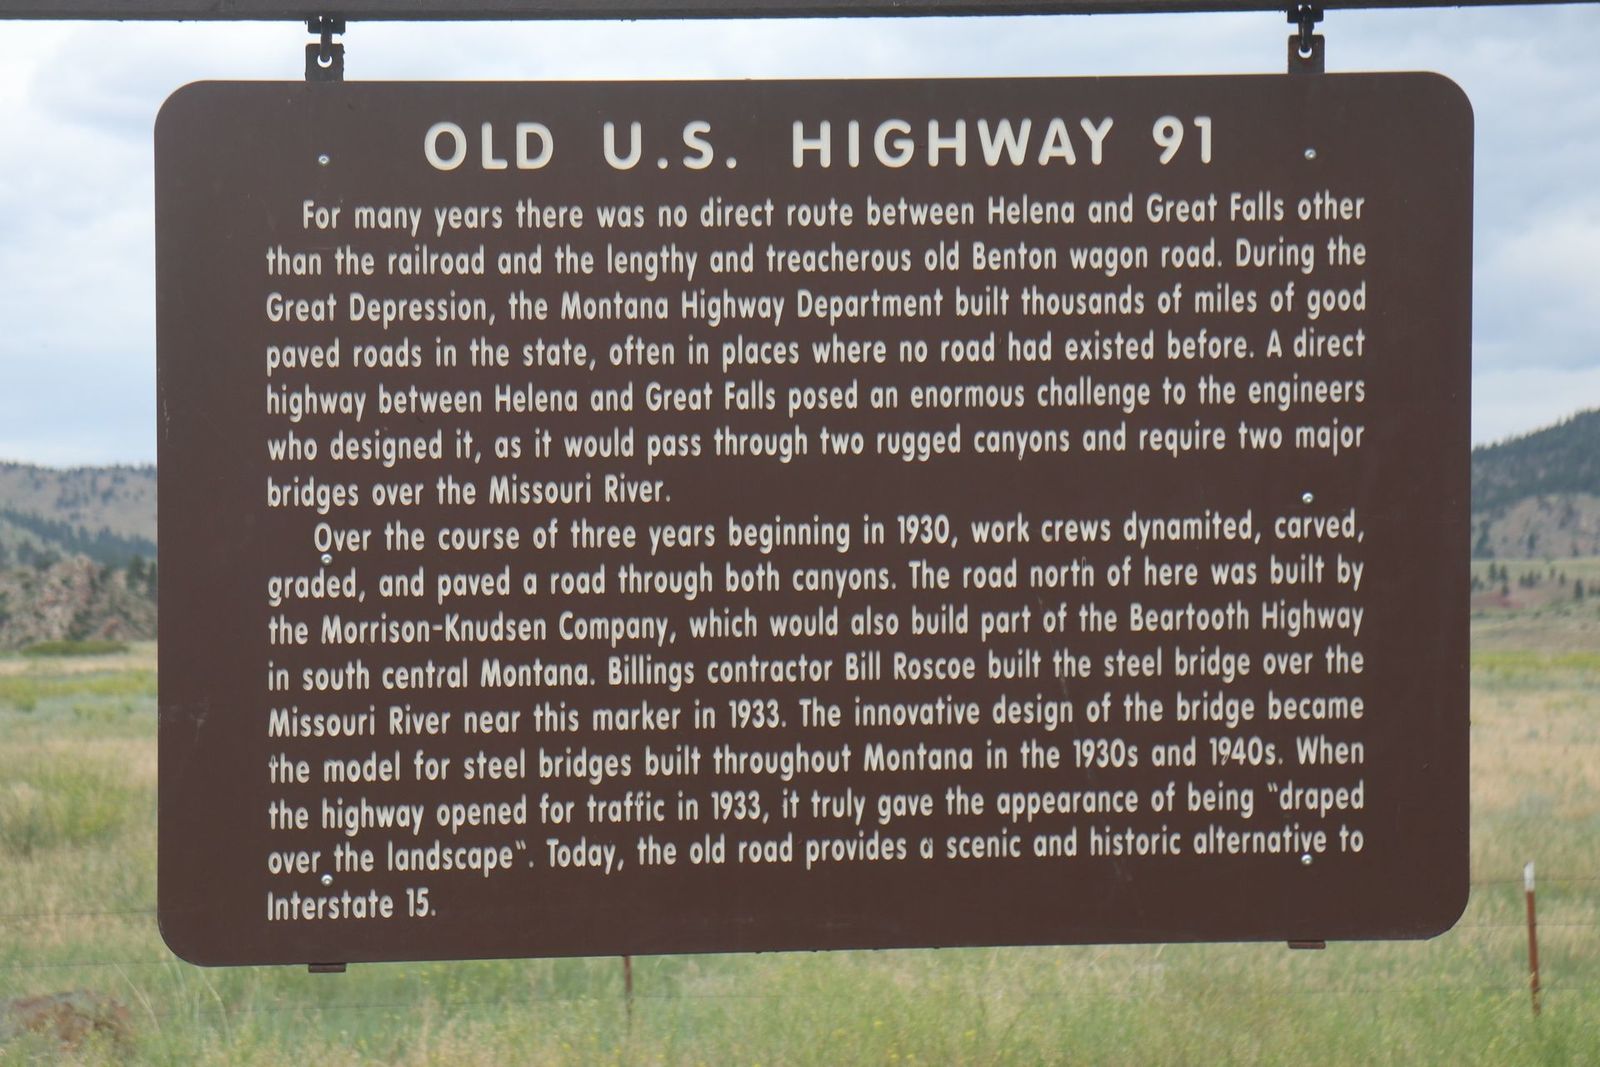 OLD U.S. HIGHWAY 91
For many years there was no direct route between Helena and Great Falls other
than the railroad and the lengthy and treacherous old Benton wagon road. During the
Great Depression, the Montana Highway Department built thousands of miles of good
paved roads in the state, often in places where no road had existed before. A direct
highway between Helena and Great Falls posed an enormous challenge to the engineers
who designed it, as it would pass through two rugged canyons and require two major
bridges over the Missouri River.
Over the course of three years beginning in 1930, work crews dynamited, carved,
graded, and paved a road through both canyons. The road north of here was built by
the Morrison-Knudsen Company, which would also build part of the Beartooth Highway
in south central Montana. Billings contractor Bill Roscoe built the steel bridge over the
Missouri River near this marker in 1933. The innovative design of the bridge became
the model for steel bridges built throughout Montana in the 1930s and 1940s. When
the highway opened for traffic in 1933, it truly gave the appearance of being "draped
over the landscape". Today, the old road provides a scenic and historic alternative to
Interstate 15.